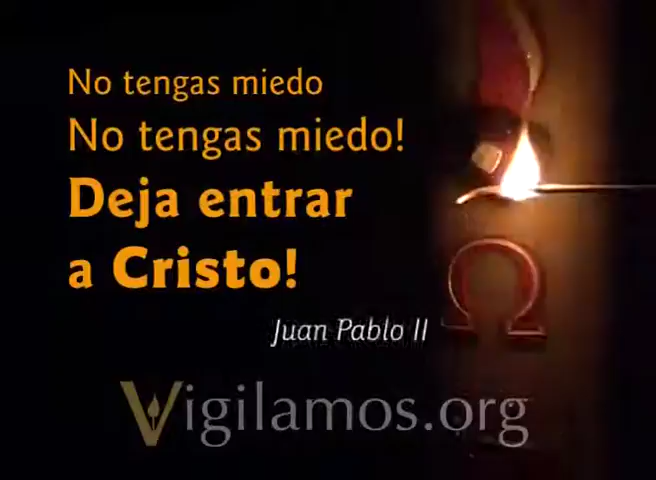 No tengas miedo
No tengas miedo!
Deja entrar
a Cristo!
Juan Pablo II
Ω
Vigilamos.org